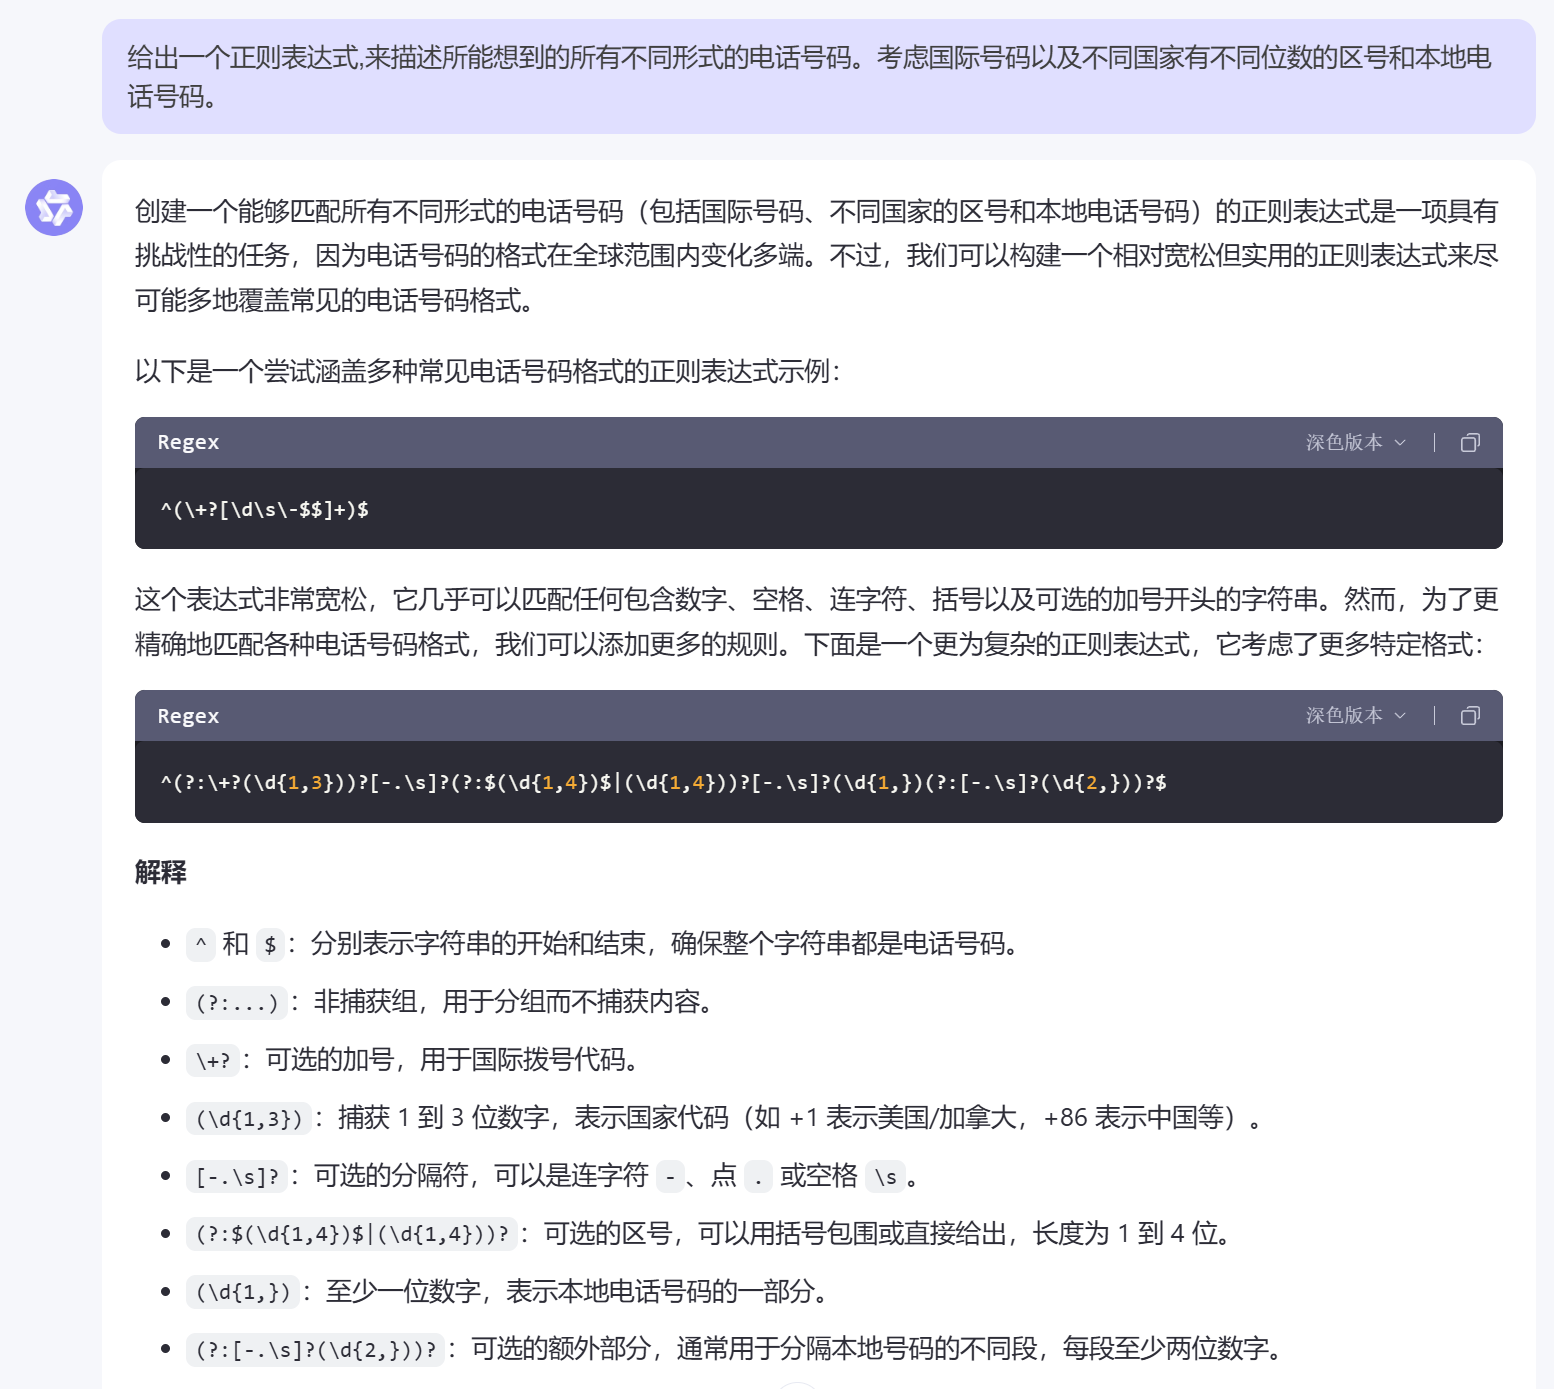 给出一个正则表达式,来描述所能想到的所有不同形式的电话号码。考虑国际号码以及不同国家有不同位数的区号和本地电
话号码。
创建一个能够匹配所有不同形式的电话号码（包括国际号码、不同国家的区号和本地电话号码）的正则表达式是一项具有
挑战性的任务，因为电话号码的格式在全球范围内变化多端。不过，我们可以构建一个相对宽松但实用的正则表达式来尽
可能多地覆盖常见的电话号码格式。
以下是一个尝试涵盖多种常见电话号码格式的正则表达式示例：
Regex 深色版本
^(\+?[\d\s\-$$]+)$
这个表达式非常宽松，它几乎可以匹配任何包含数字、空格、连字符、括号以及可选的加号开头的字符串。然而，为了更
精确地匹配各种电话号码格式，我们可以添加更多的规则。下面是一个更为复杂的正则表达式，它考虑了更多特定格式：
Regex 深色版本
^(?:\+?(\d{1,3}))?[-.\s]?(?:$(\d{1,4})$|(\d{1,4}))?[-.\s]?(\d{1,})(?:[-.\s]?(\d{2,}))?$
解释
• ^ 和 $ ：分别表示字符串的开始和结束，确保整个字符串都是电话号码。
• (?:...) ：非捕获组，用于分组而不捕获内容。
• \+? ：可选的加号，用于国际拨号代码。
• (\d{1,3}) ：捕获 1 到 3 位数字，表示国家代码（如 +1 表示美国/加拿大，+86 表示中国等）。
• [-.\s]? ：可选的分隔符，可以是连字符 - 、点 . 或空格 \s 。
• (?:$(\d{1,4})$|(\d{1,4}))? ：可选的区号，可以用括号包围或直接给出，长度为 1 到 4 位。
• (\d{1,}) ：至少一位数字，表示本地电话号码的一部分。
• (?:[-.\s]?(\d{2,}))? ：可选的额外部分，通常用于分隔本地号码的不同段，每段至少两位数字。